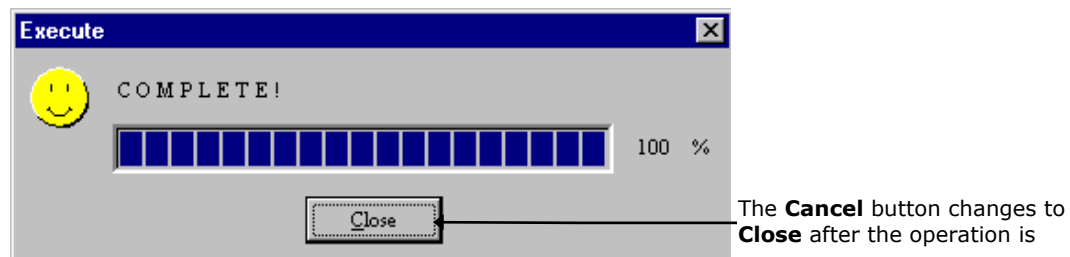 Execute
COMPLETE!
100 %
Close
The Cancel button changes to
Close after the operation is